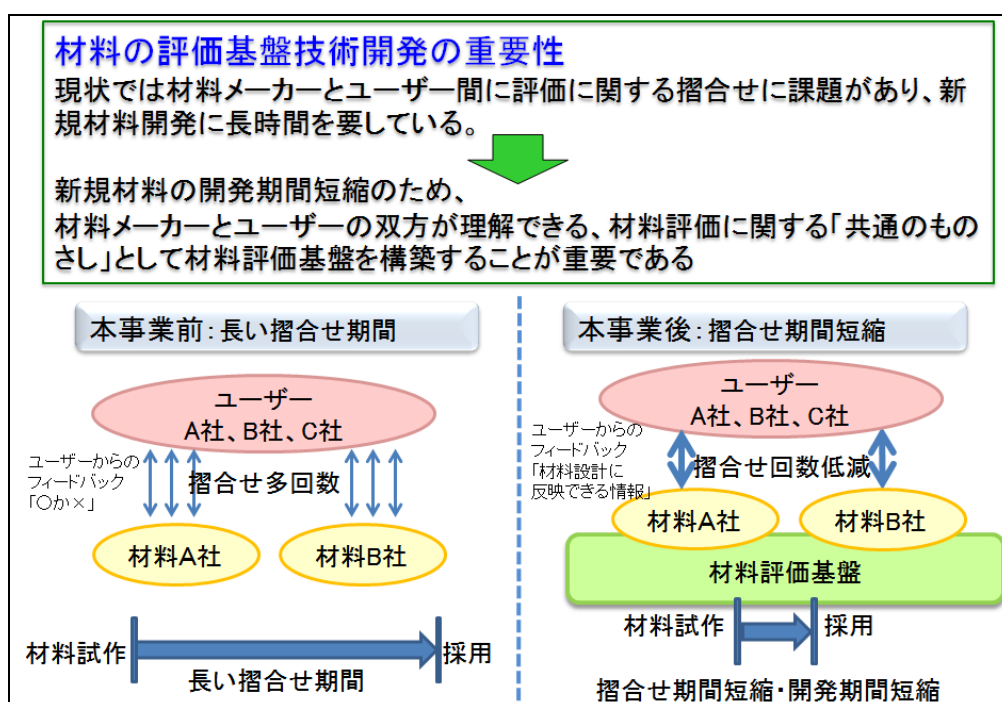 材料の評価基盤技術開発の重要性
現状では材料メーカーとユーザー間に評価に関する摺合せに課題があり、新
規材料開発に長時間を要している。
新規材料の開発期間短縮のため、
材料メーカーとユーザーの双方が理解できる、材料評価に関する「共通のもの
さし」として材料評価基盤を構築することが重要である
本事業前：長い摺合せ期間
ユーザー
A社、B社、C社
ユーザーからの
フィードバック
「○か×」
摺合せ多回数
材料A社
材料B社
材料試作
採用
長い摺合せ期間
本事業後：摺合せ期間短縮
ユーザー
A社、B社、C社
ユーザーからの
フィードバック
「材料設計に
反映できる情報」
摺合せ回数低減
材料A社
材料B社
材料評価基盤
材料試作
採用
摺合せ期間短縮・開発期間短縮